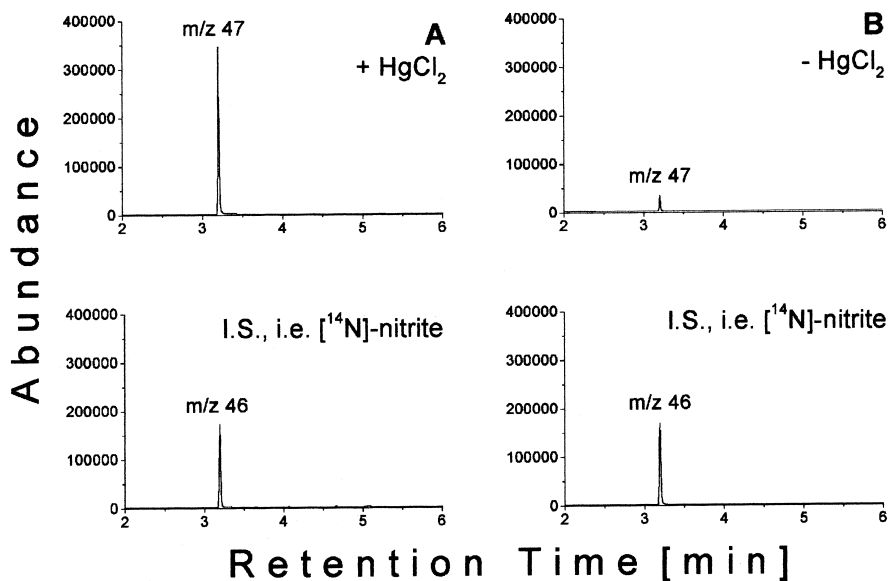 Abundance
A
+ HgCl2
m/z 47
400000
300000
200000
100000
0
2 3 4 5 6
B
- HgCl2
m/z 47
400000
300000
200000
100000
0
2 3 4 5 6
I.S., i.e. [14N]-nitrite
m/z 46
400000
300000
200000
100000
0
2 3 4 5 6
I.S., i.e. [14N]-nitrite
m/z 46
400000
300000
200000
100000
0
2 3 4 5 6
Retention Time [min]